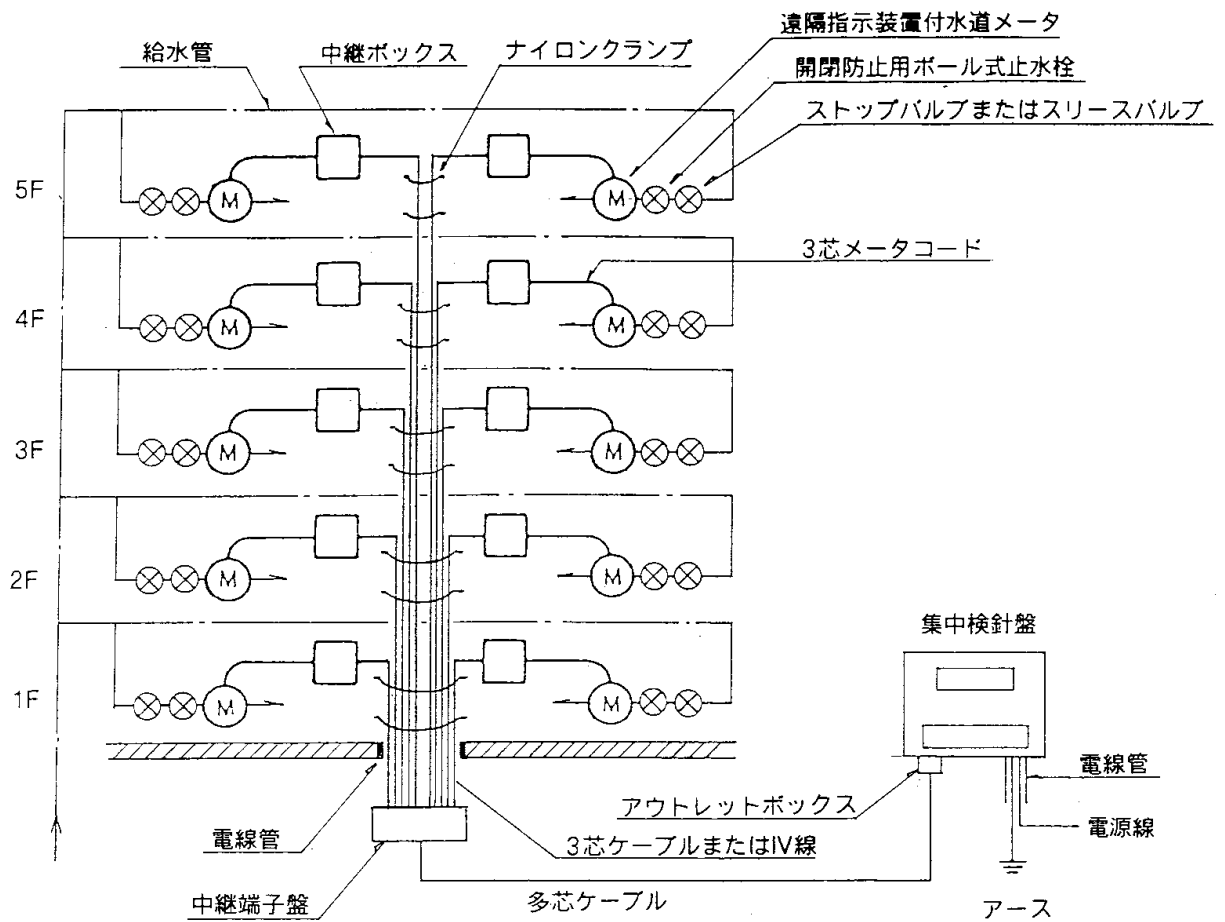 遠隔指示装置付水道メータ
中継ボックス
ナイロンクランプ
給水管
開閉防止用ボール式止水栓
ストップバルブまたはスリースバルブ
5F
M
M
3芯メータコード
4F
M
M
3F
M
M
2F
M
M
集中検針盤
1F
M
M
電線管
アウトレットボックス
電線管
3芯ケーブルまたはIV線
電源線
中継端子盤
多芯ケーブル
アース